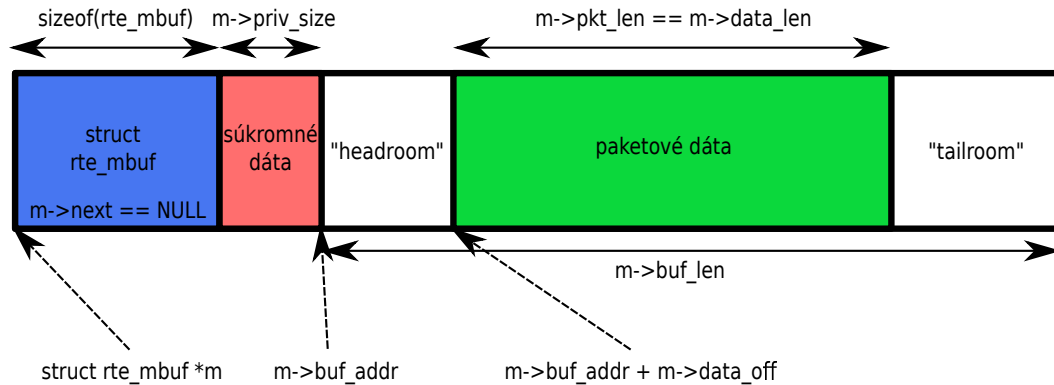 sizeof(rte_mbuf) m->priv_size m->pkt_len == m->data_len
struct
rte_mbuf
m->next == NULL
súkromné
dáta
"headroom"
paketové dáta
"tailroom"
m->buf_len
struct rte_mbuf *m m->buf_addr m->buf_addr + m->data_off